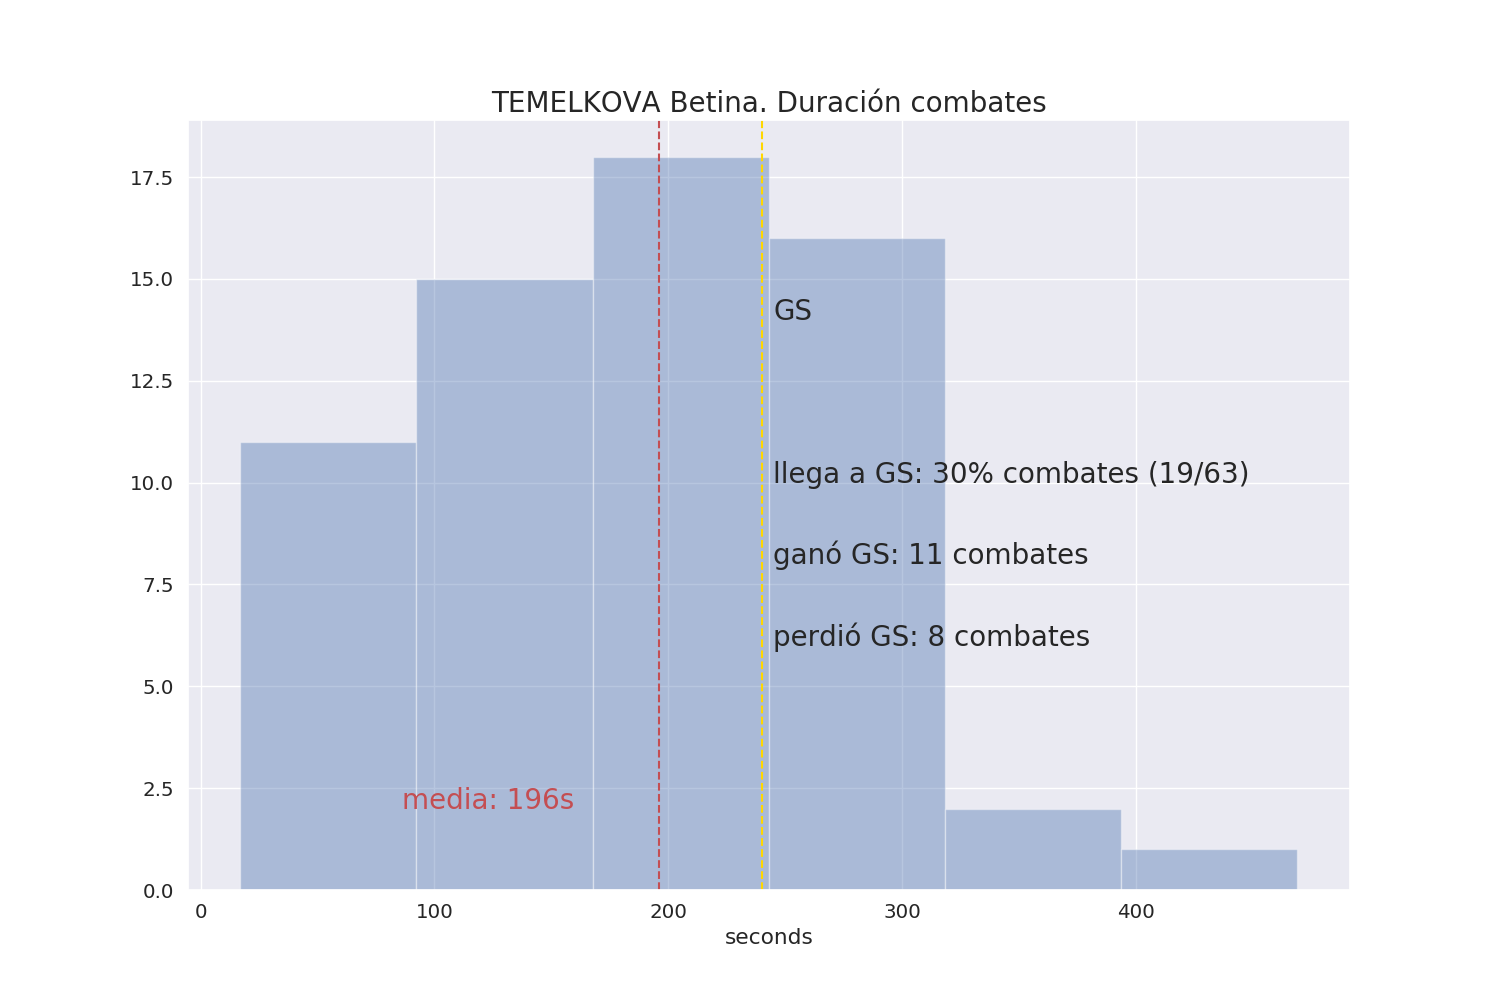 TEMELKOVA Betina. Duración combates
17.5
15.0
12.5
10.0
7.5
5.0
2.5
0.0
GS
llega a GS: 30% combates (19/63)
ganó GS: 11 combates
perdió GS: 8 combates
media: 196s
0
100
200
300
400
seconds